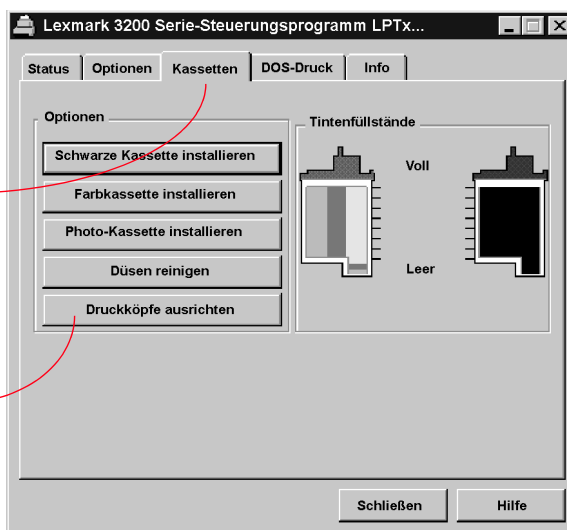 Lexmark 3200 Serie-Steuerungsprogramm LPTx...
Status Optionen Kassetten DOS-Druck Info
Optionen
Schwarze Kassette installieren
Farbkassette installieren
Photo-Kassette installieren
Düsen reinigen
Druckköpfe ausrichten
Tintenfüllstände
Voll
Leer
Schließen Hilfe